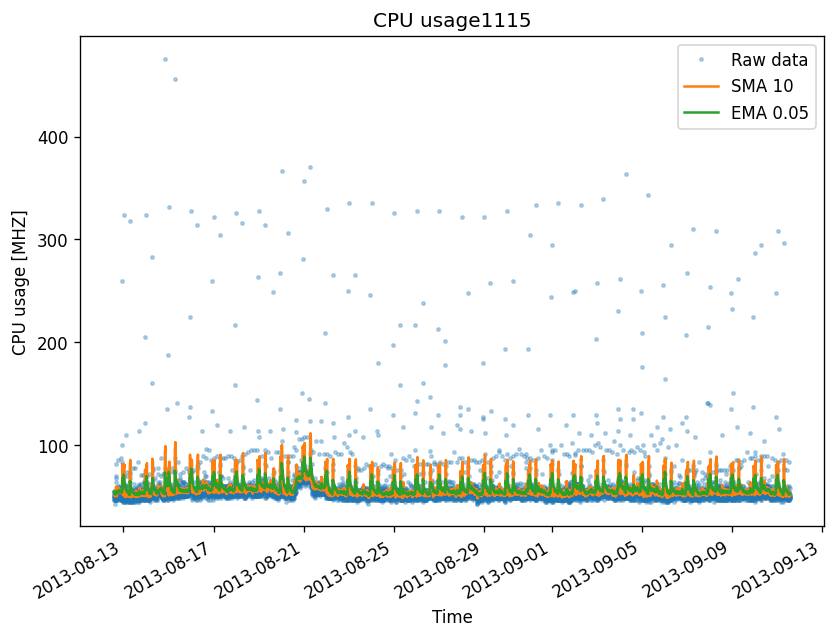 CPU usage1115
Raw data
SMA 10
EMA 0.05
CPU usage [MHZ]
400
300
200
100
2013-08-13
2013-08-17
2013-08-21
2013-08-25
2013-08-29
2013-09-01
2013-09-05
2013-09-09
2013-09-13
Time